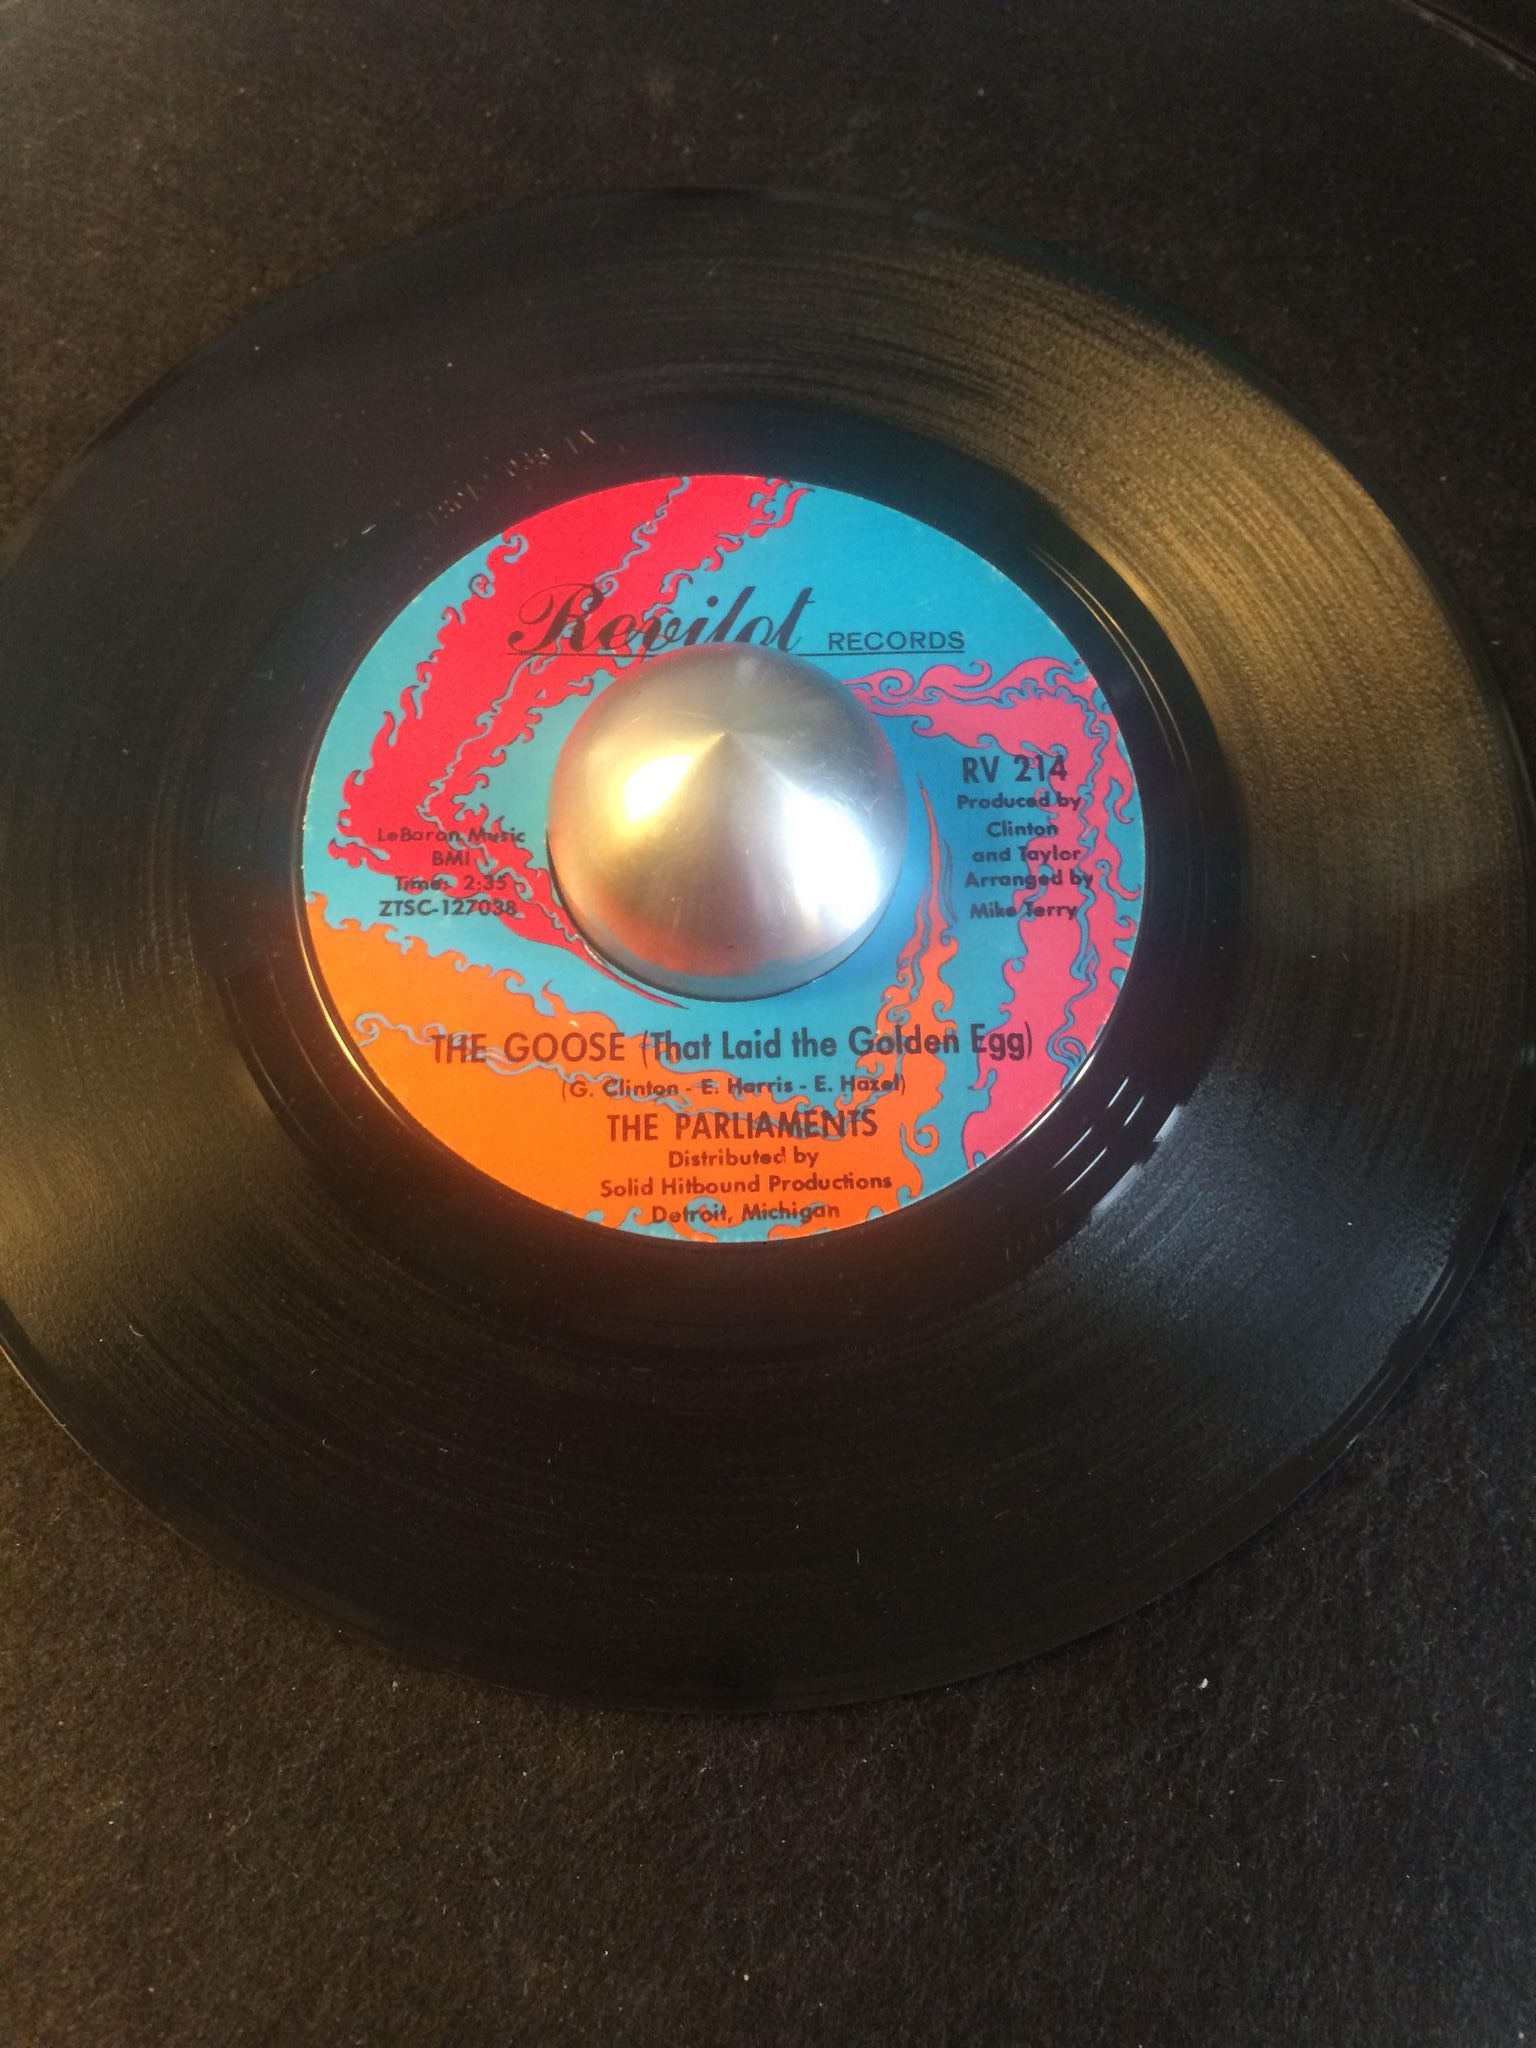 Revilot RECORDS
RV 214
Produced by
Clinton
and Taylor
Arranged by
Mike Terry
LeBaron Music
BMI
Time: 2:35
ZTSC-127038
THE GOOSE (That Laid the Golden Egg)
(G. Clinton - E. Harris - E. Hazel)
THE PARLIAMENTS
Distributed by
Solid Hitbound Productions
Detroit, Michigan